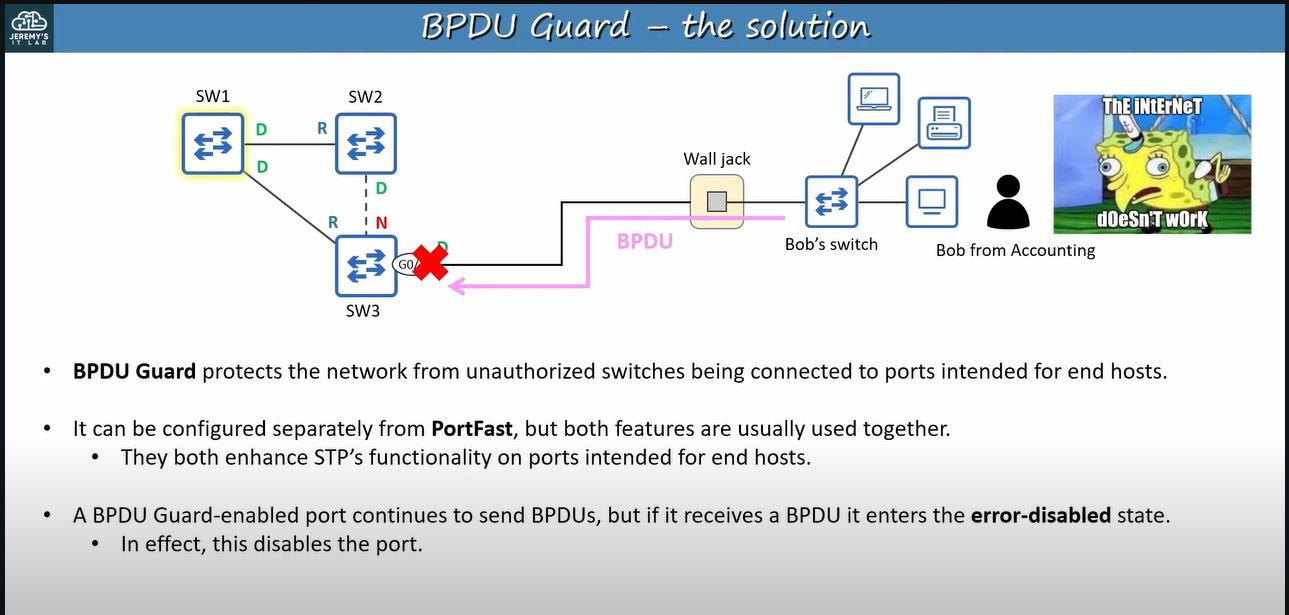 JEREMY'S
IT LAB
BPDU Guard – the solution
SW1
SW2
D
R
D
D
R
N
D
G0/
SW3
BPDU
Wall jack
Bob's switch
Bob from Accounting
ThE iNtErNeT
dOeSn'T wOrK
• BPDU Guard protects the network from unauthorized switches being connected to ports intended for end hosts.
• It can be configured separately from PortFast, but both features are usually used together.
• They both enhance STP's functionality on ports intended for end hosts.
• A BPDU Guard-enabled port continues to send BPDUs, but if it receives a BPDU it enters the error-disabled state.
• In effect, this disables the port.